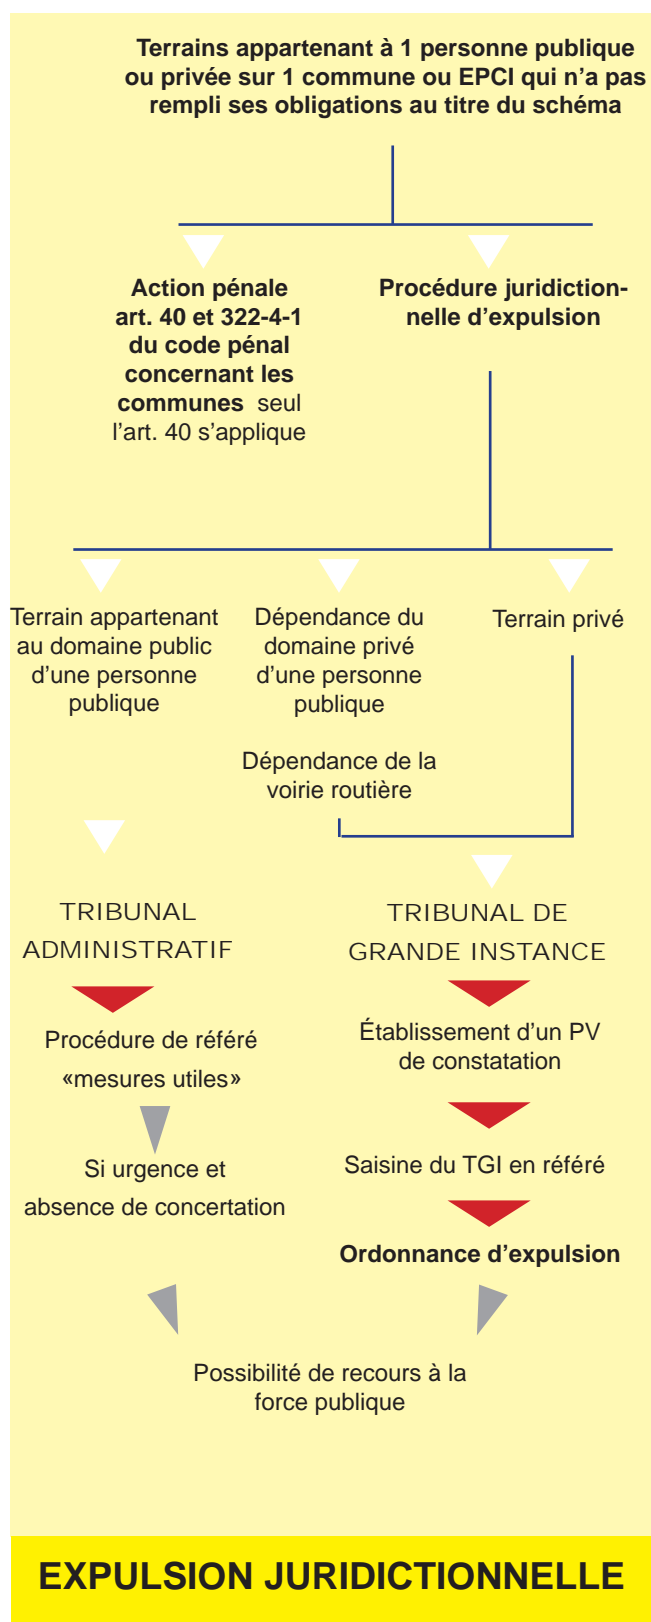 Terrains appartenant à 1 personne publique
ou privée sur 1 commune ou EPCI qui n'a pas
rempli ses obligations au titre du schéma
Action pénale
art. 40 et 322-4-1
du code pénal
concernant les
communes seul
l'art. 40 s'applique
Procédure juridiction-
nelle d'expulsion
Terrain appartenant
au domaine public
d'une personne
publique
Dépendance du
domaine privé
d'une personne
publique
Dépendance de la
voirie routière
Terrain privé
TRIBUNAL
ADMINISTRATIF
Procédure de référé
«mesures utiles»
Si urgence et
absence de concertation
TRIBUNAL DE
GRANDE INSTANCE
Établissement d'un PV
de constatation
Saisine du TGI en référé
Ordonnance d'expulsion
Possibilité de recours à la
force publique
EXPULSION JURIDICTIONNELLE